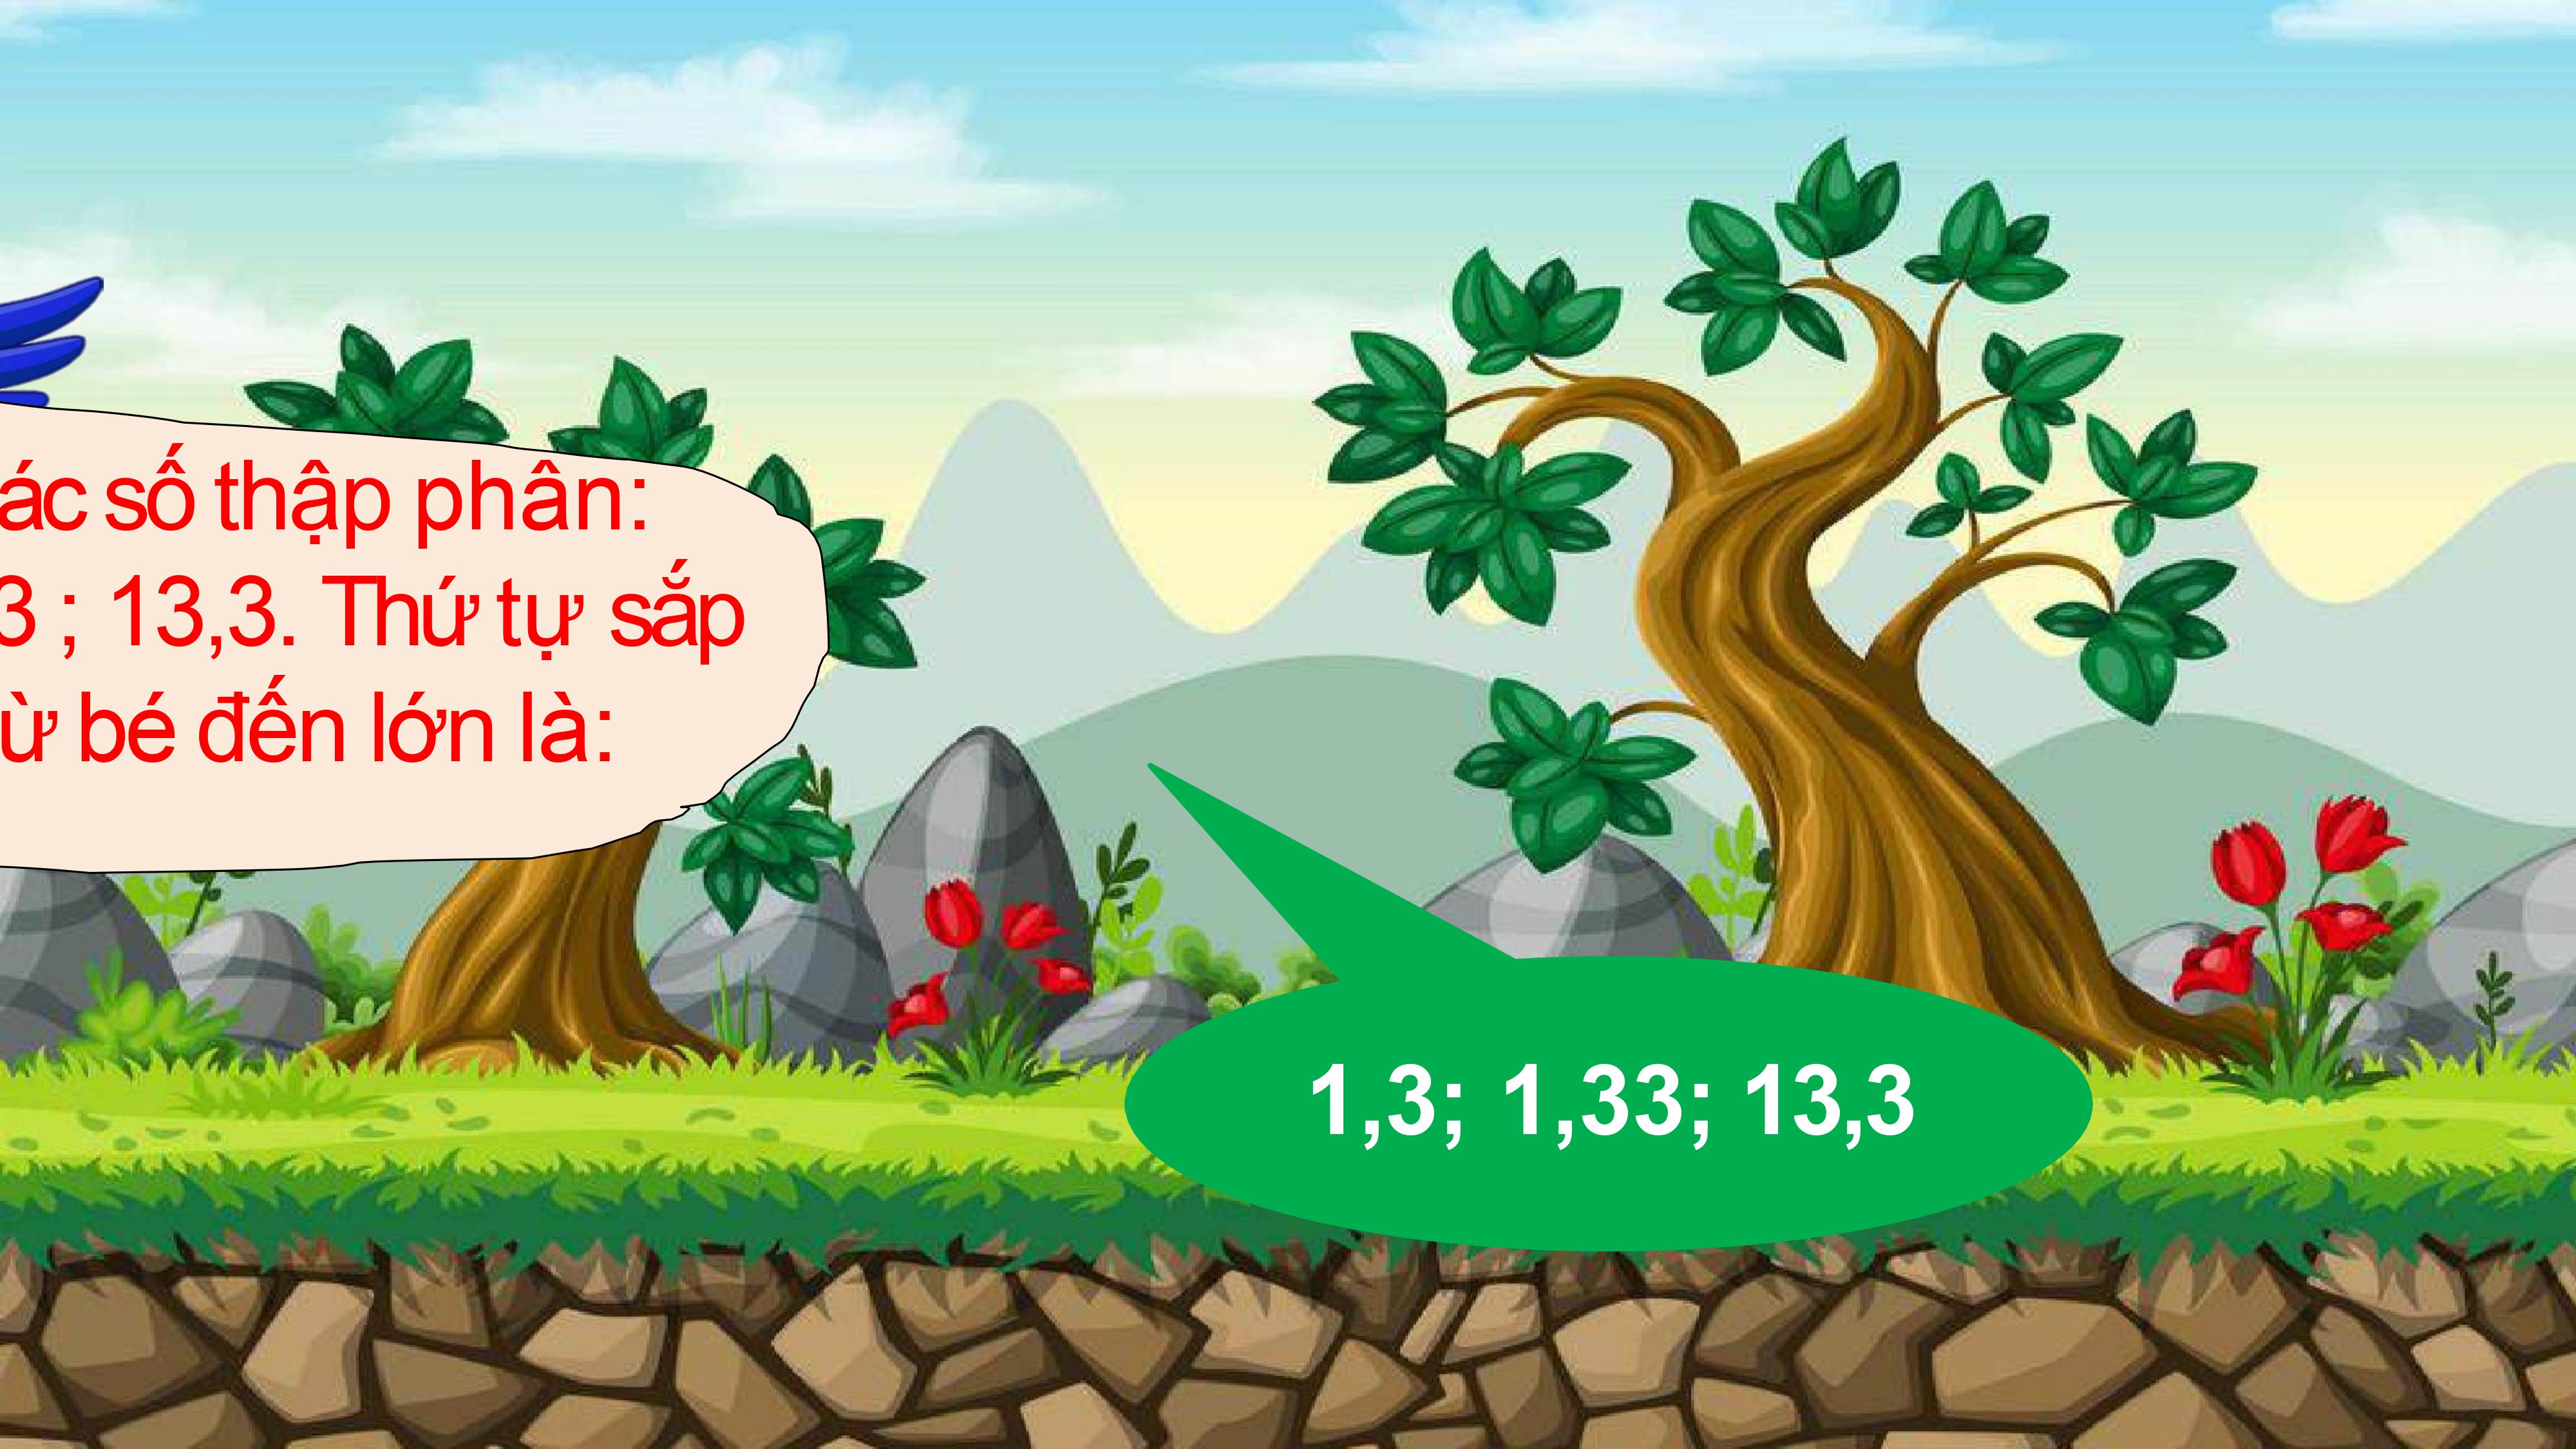 ác số thập phân:
3 ; 13,3. Thứ tự sắp
ừ bé đến lớn là:
1,3; 1,33; 13,3